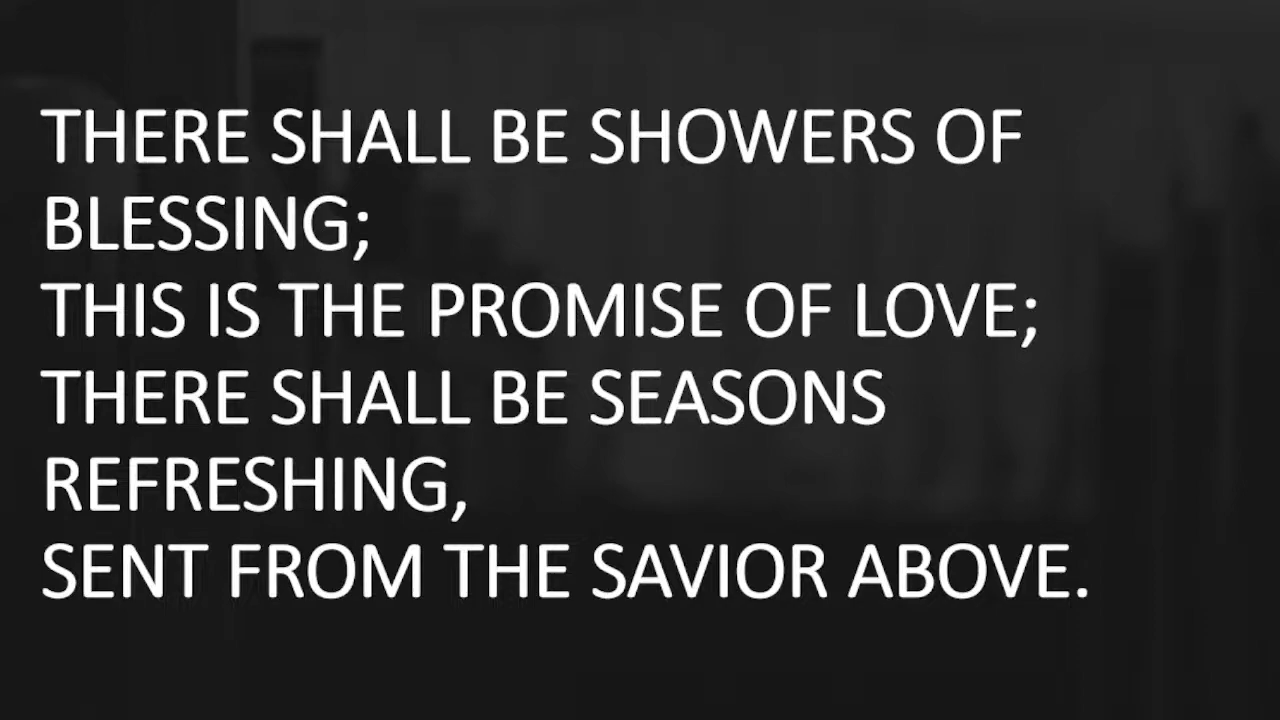 THERE SHALL BE SHOWERS OF
BLESSING;
THIS IS THE PROMISE OF LOVE;
THERE SHALL BE SEASONS
REFRESHING,
SENT FROM THE SAVIOR ABOVE.